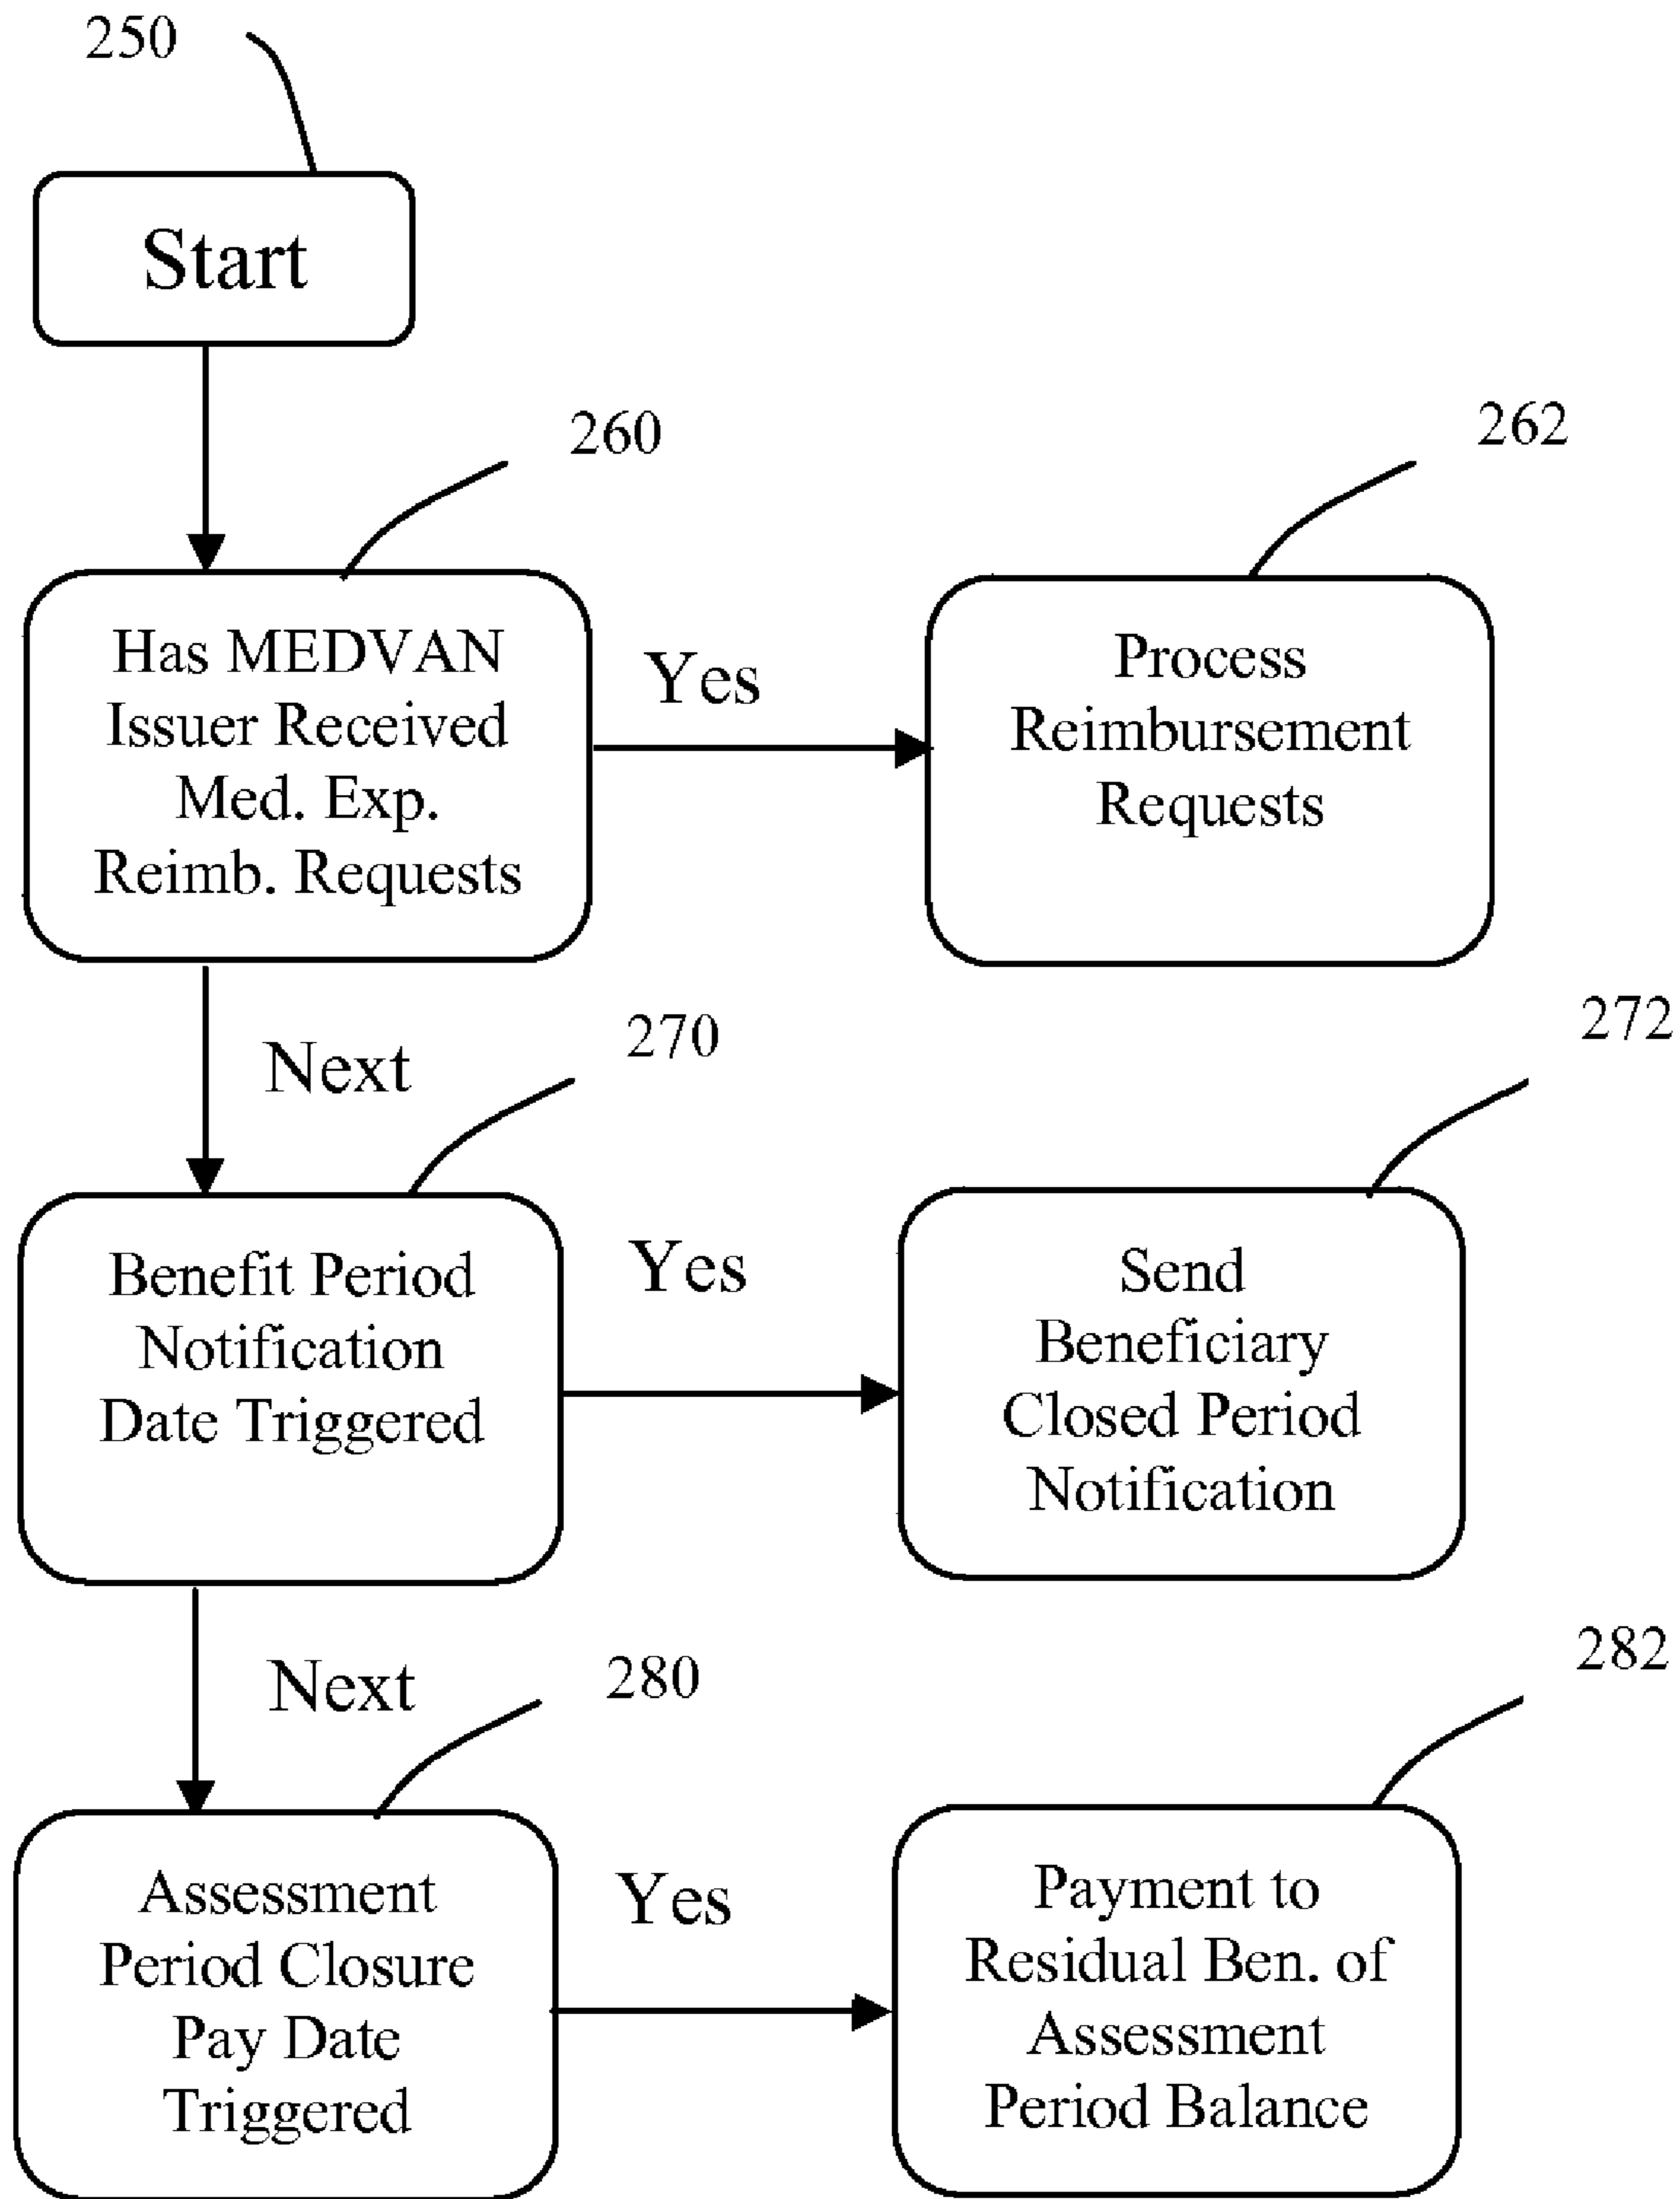 250
Start
260
262
Has MEDVAN
Issuer Received
Med. Exp.
Reimb. Requests
Yes
Process
Reimbursement
Requests
Next
270
272
Benefit Period
Notification
Date Triggered
Yes
Send
Beneficiary
Closed Period
Notification
Next
280
282
Assessment
Period Closure
Pay Date
Triggered
Yes
Payment to
Residual Ben. of
Assessment
Period Balance